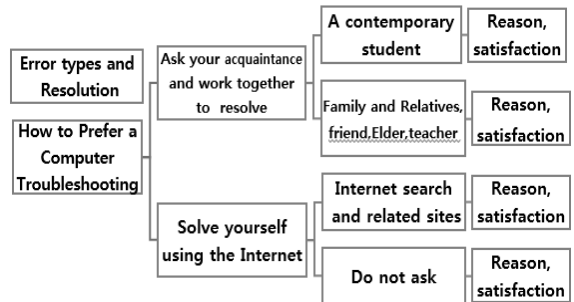 Error types and
Resolution
How to Prefer a
Computer
Troubleshooting
Ask your acquaintance
and work together
to resolve
Solve yourself
using the Internet
A contemporary
student
Family and Relatives,
friend,Elder,teacher
Internet search
and related sites
Do not ask
Reason,
satisfaction
Reason,
satisfaction
Reason,
satisfaction
Reason,
satisfaction